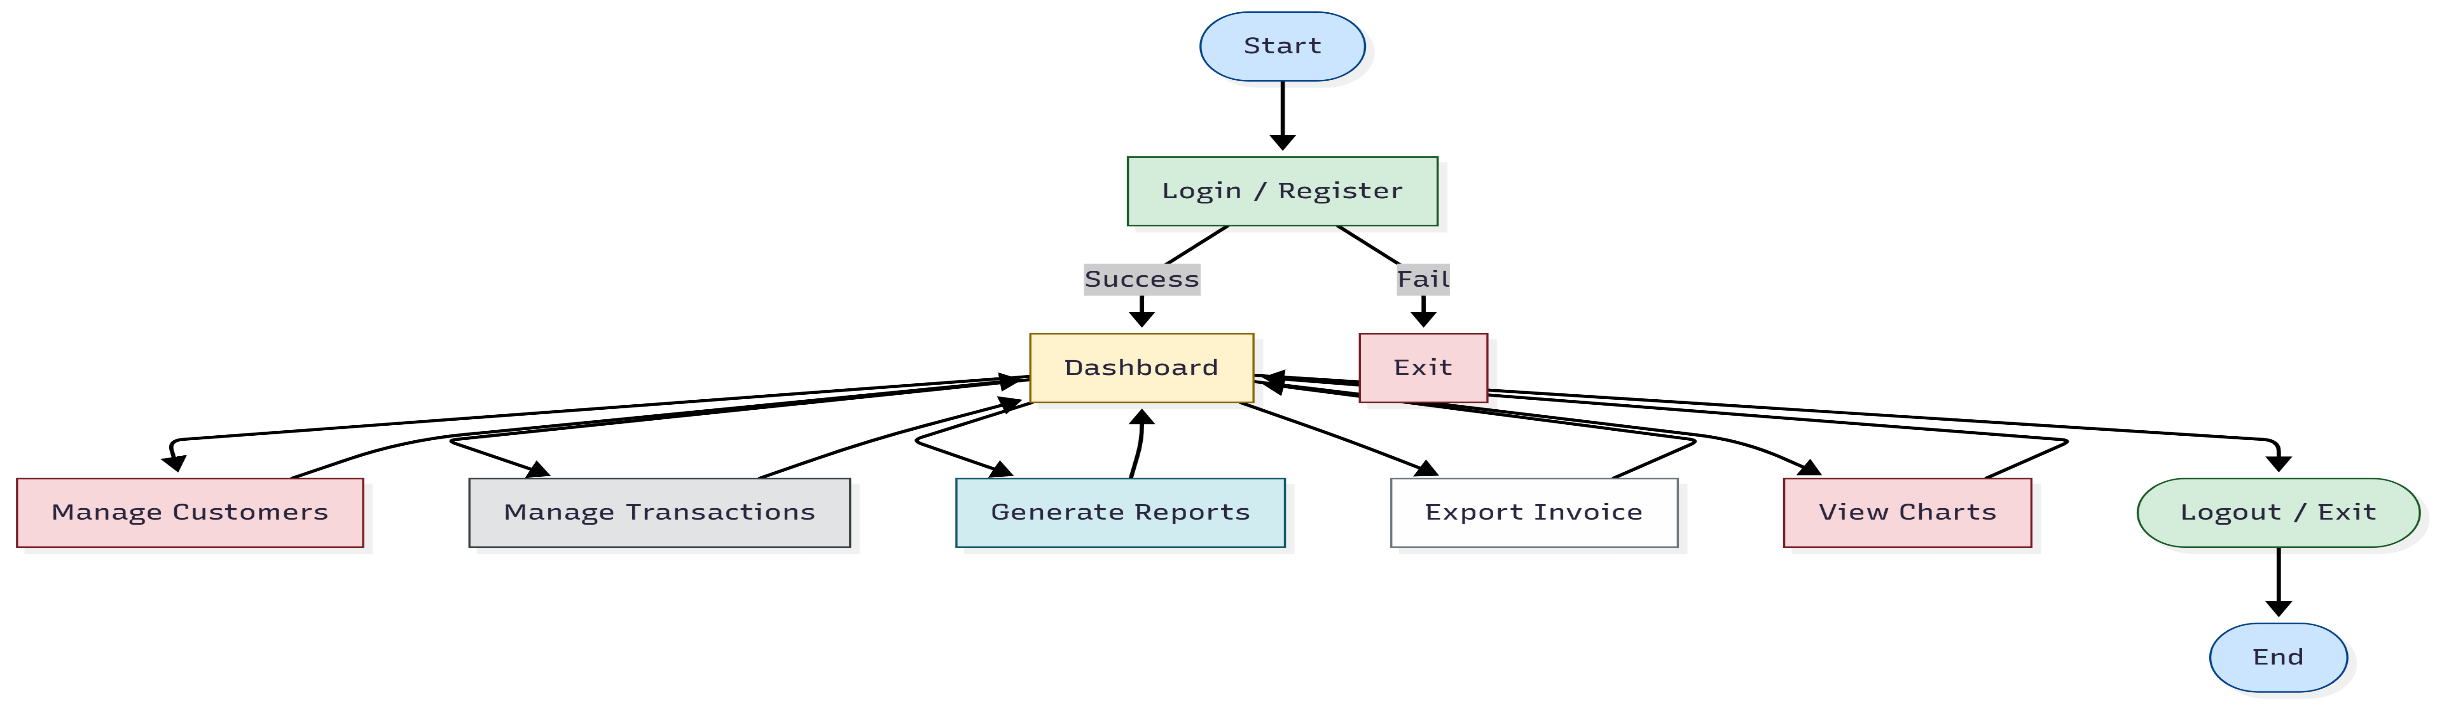 Start
Login / Register
Success
Fail
Dashboard
Exit
Manage Customers
Manage Transactions
Generate Reports
Export Invoice
View Charts
Logout / Exit
End